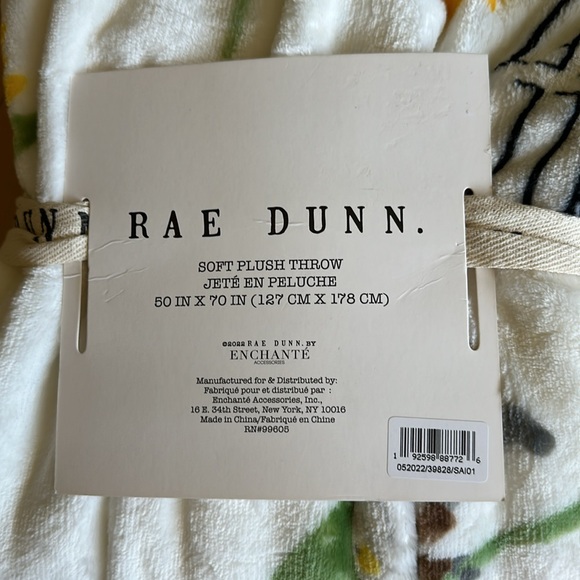 RAE DUNN.
SOFT PLUSH THROW
JETÉ EN PELUCHE
50 IN X 70 IN (127 CM X 178 CM)
©2022 RAE DUNN. BY
ENCHANTÉ
ACCESSORIES
Manufactured for & Distributed by:
Fabriqué pour et distribué par :
Enchanté Accessories, Inc.,
16 E. 34th Street, New York, NY 10016
Made in China/Fabriqué en Chine
RN#99605
1 92598 88772 6
052022/39828/SAI01